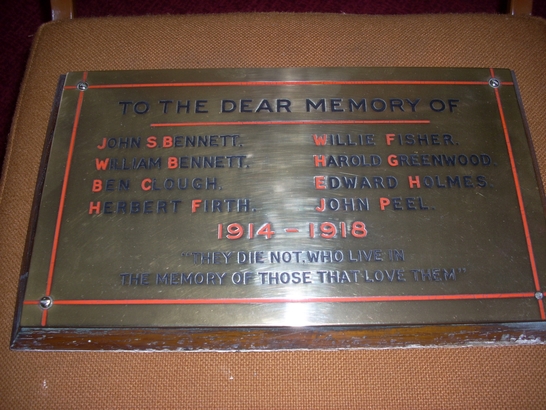 TO THE DEAR MEMORY OF
JOHN S BENNETT. WILLIE FISHER.
WILLIAM BENNETT. HAROLD GREENWOOD.
BEN CLOUGH. EDWARD HOLMES.
HERBERT FIRTH. JOHN PEEL.
1914 – 1918
"THEY DIE NOT, WHO LIVE IN
THE MEMORY OF THOSE THAT LOVE THEM"